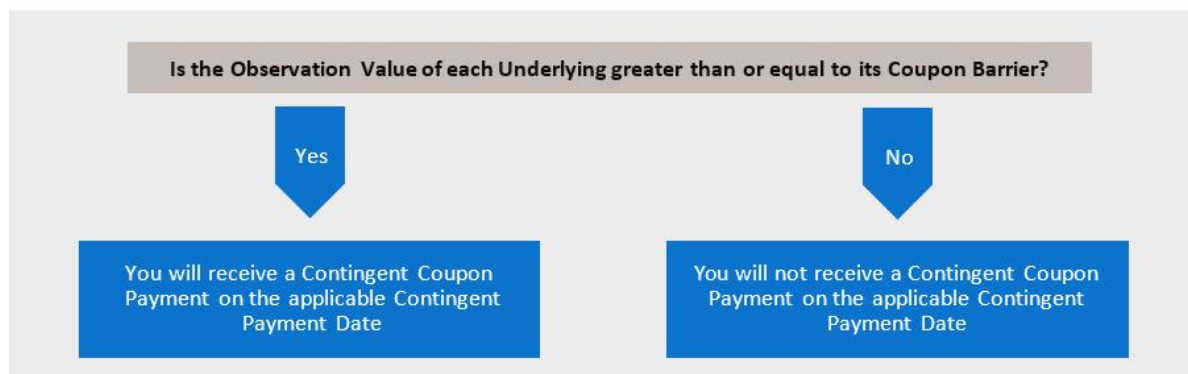 Is the Observation Value of each Underlying greater than or equal to its Coupon Barrier?
Yes
No
You will receive a Contingent Coupon
Payment on the applicable Contingent
Payment Date
You will not receive a Contingent Coupon
Payment on the applicable Contingent
Payment Date